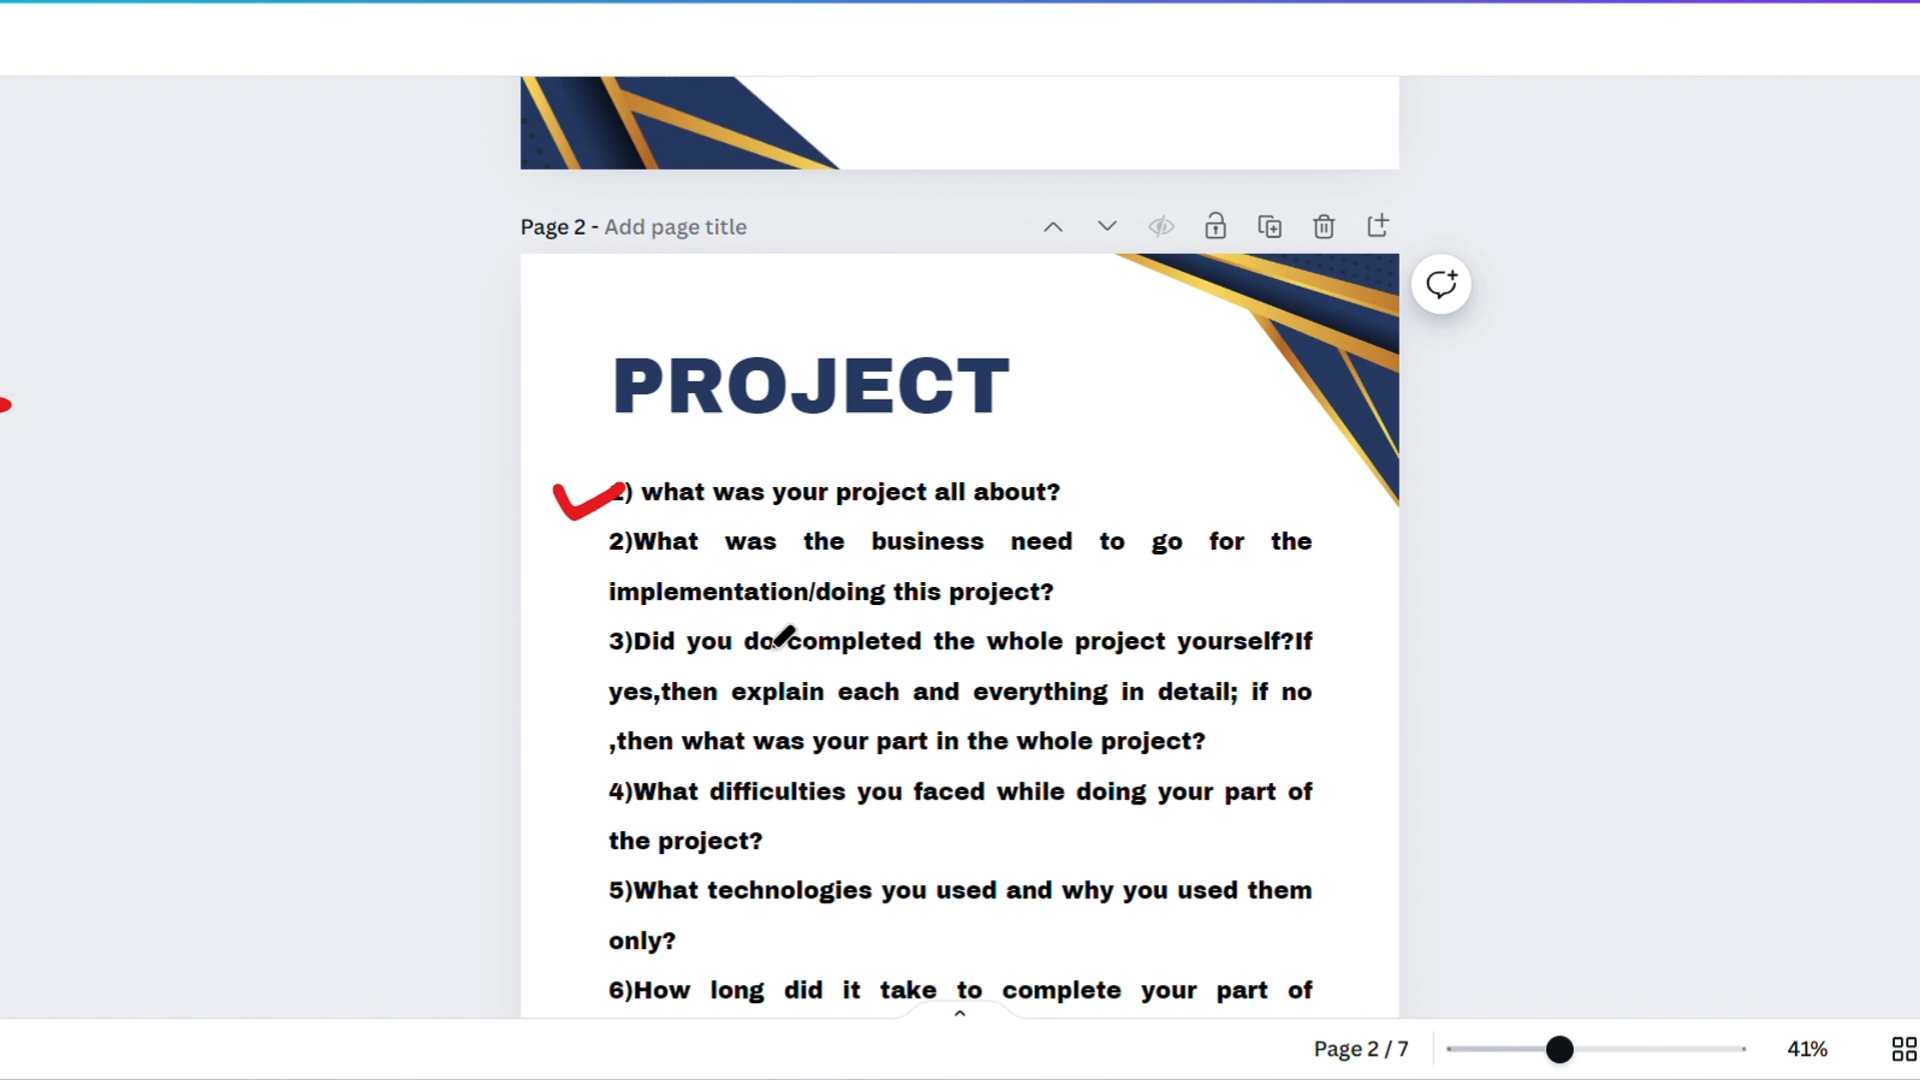 Page 2 - Add page title
PROJECT
1) what was your project all about?
2)What was the business need to go for the
implementation/doing this project?
3)Did you do completed the whole project yourself?If
yes,then explain each and everything in detail; if no
,then what was your part in the whole project?
4)What difficulties you faced while doing your part of
the project?
5)What technologies you used and why you used them
only?
6)How long did it take to complete your part of
Page 2 / 7
41%